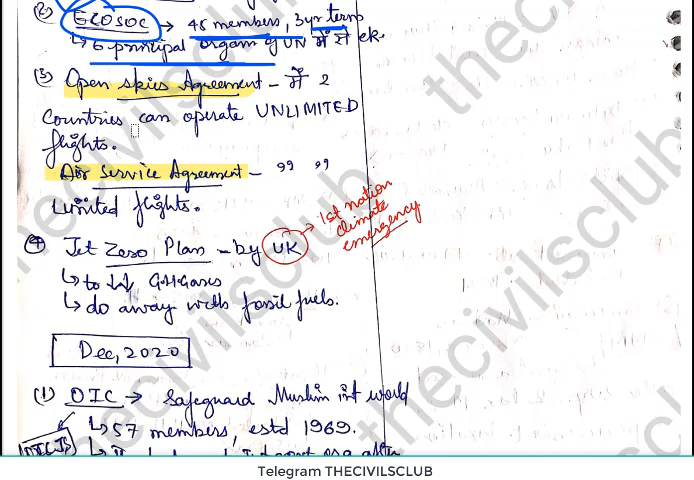 (2) ECOSOC → 45 members, 3yr term
↳ 6 principal organ of UN में से ek.
(3) Open skies Agreement - में 2
Countries can operate UNLIMITED
flights.
Air Service Agreement - " "
Limited flights.
(4) Jet Zero Plan - by UK → 1st nation
climate
emergency
↳ to ↓ GHGases
↳ do away with fossil fuels.
Dec, 2020
(1) OIC → Safeguard Muslim int world
↳ 57 members, estd 1969.
thecivilsclub
Telegram THECIVILSCLUB